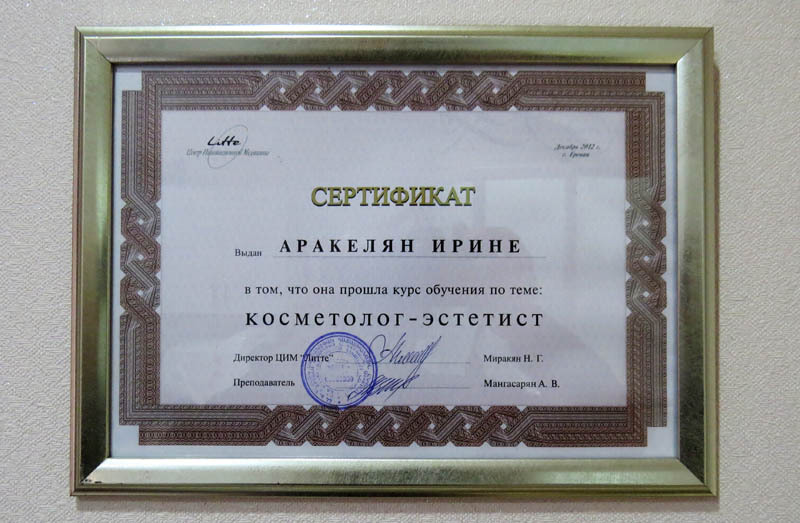 Litte
Центр Инновационной Медицины
Декабрь 2012 г.
г. Ереван
СЕРТИФИКАТ
Выдан АРАКЕЛЯН ИРИНЕ
в том, что она прошла курс обучения по теме:
КОСМЕТОЛОГ-ЭСТЕТИСТ
Директор ЦИМ "Литте" Миракян Н. Г.
Преподаватель Мангасарян А. В.